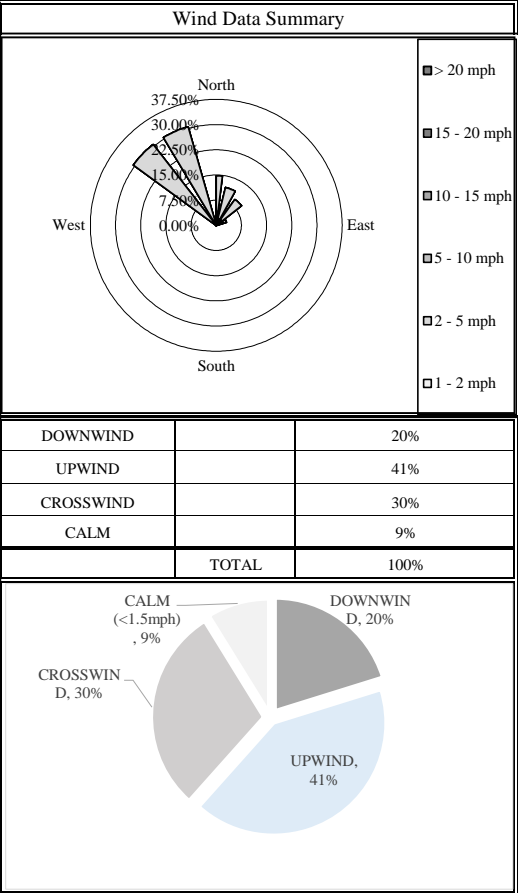 Wind Data Summary
North
37.50%
30.00%
22.50%
15.00%
7.50%
0.00%
West
East
South
> 20 mph
15 - 20 mph
10 - 15 mph
5 - 10 mph
2 - 5 mph
1 - 2 mph
DOWNWIND 20%
UPWIND 41%
CROSSWIND 30%
CALM 9%
TOTAL 100%
CALM
(<1.5mph)
, 9%
DOWNWIN
D, 20%
CROSSWIN
D, 30%
UPWIND,
41%